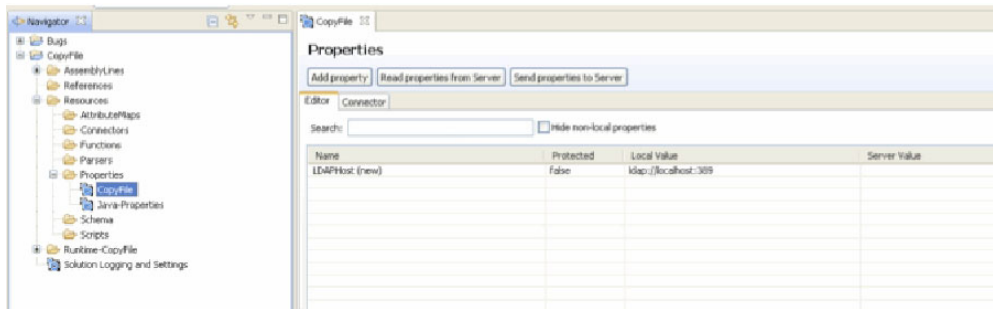 Navigator
Bugs
CopyFile
AssemblyLines
References
Resources
AttributeMaps
Connectors
Functions
Parsers
Properties
CopyFile
Java-Properties
Schema
Scripts
Runtime-CopyFile
Solution Logging and Settings
CopyFile
Properties
Add property Read properties from Server Send properties to Server
Editor Connector
Search: Hide non-local properties
Name Protected Local Value Server Value
LDAPHost (new) false ldap://localhost:389